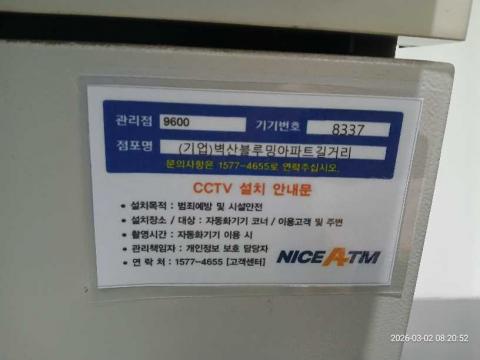 관리점 9600 기기번호 8337
점포명 (기업)벽산블루밍아파트길거리
문의사항은 1577-4655로 연락주십시오.
CCTV 설치 안내문
• 설치목적 : 범죄예방 및 시설안전
• 설치장소 / 대상 : 자동화기기 코너 / 이용고객 및 주변
• 촬영시간 : 자동화기기 이용 시
• 관리책임자 : 개인정보 보호 담당자
• 연 락 처 : 1577-4655 [고객센터]
NICE ATM
2026-03-02 08:20:52